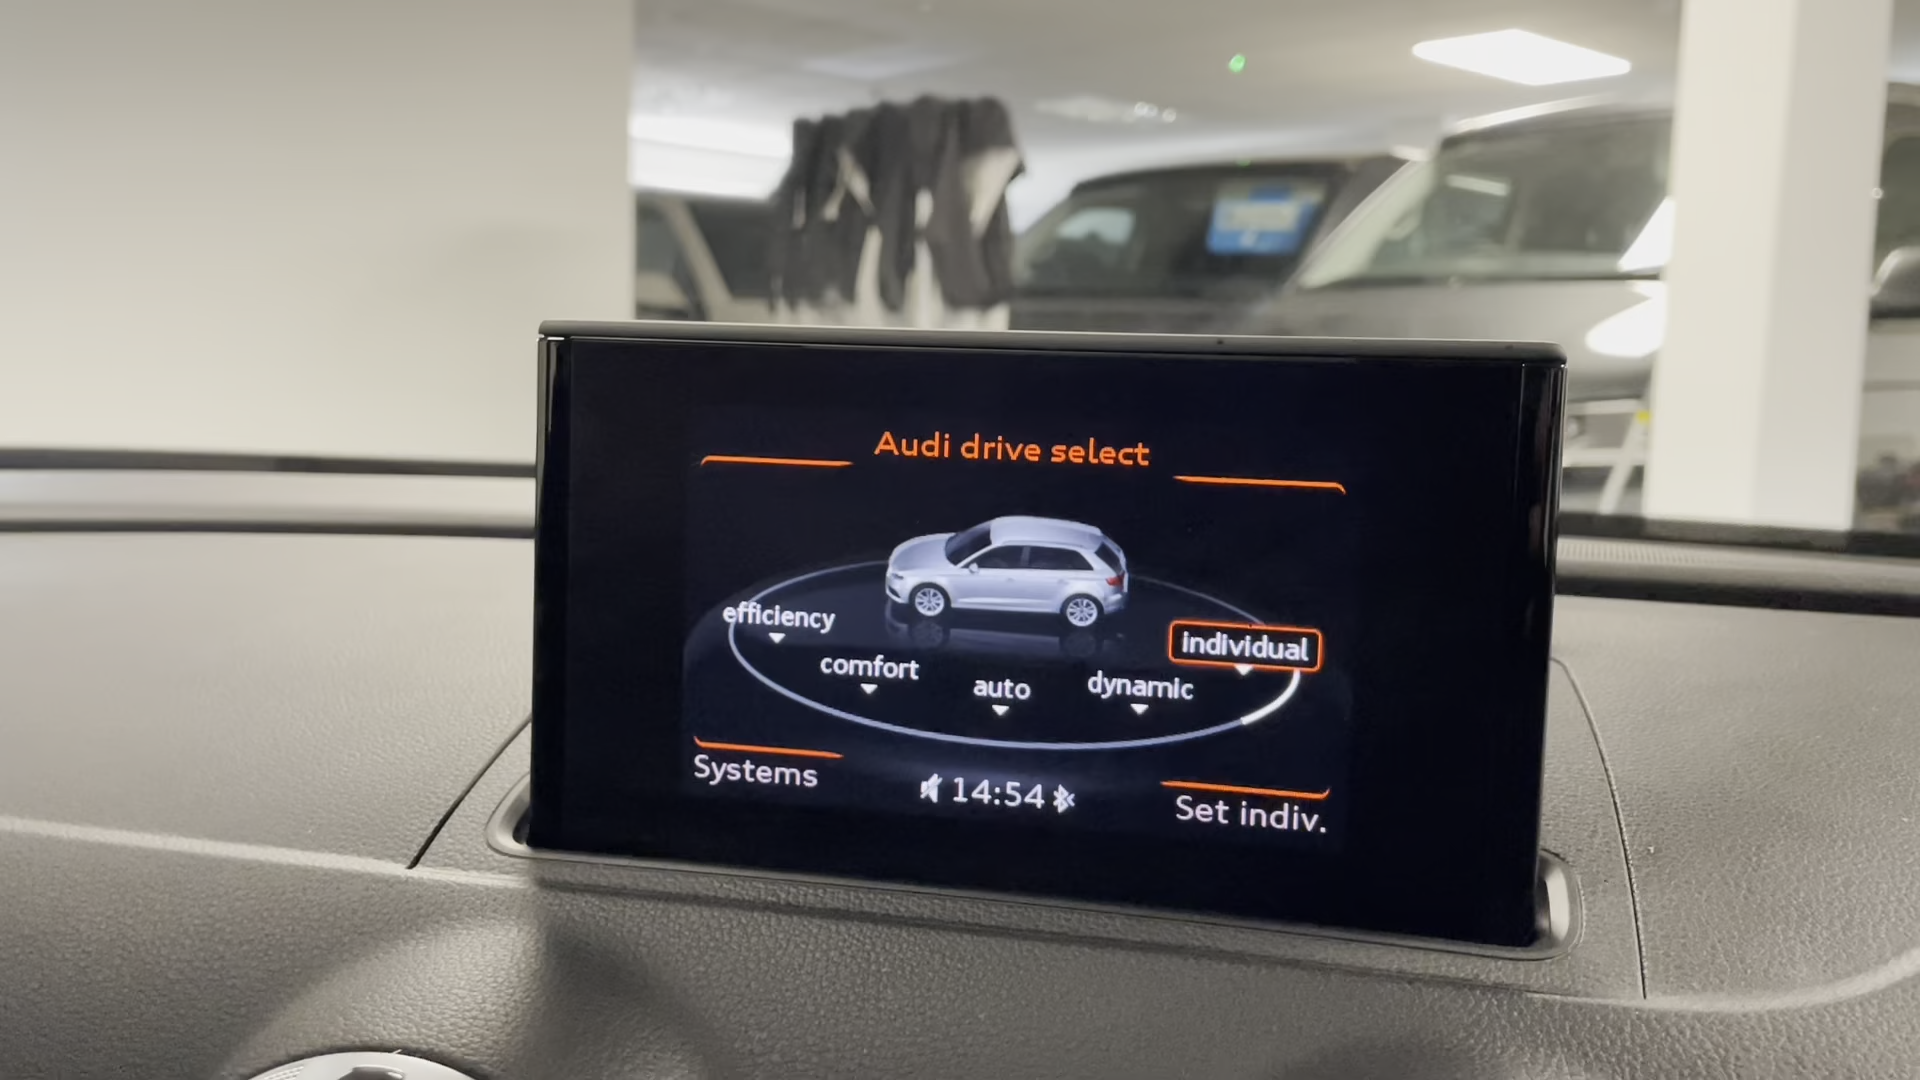 Audi drive select
efficiency
comfort
auto
dynamic
individual
Systems
14:54
Set indiv.